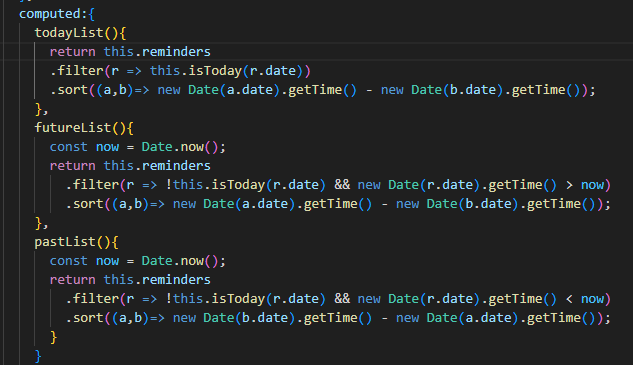 computed:{
todayList(){
return this.reminders
.filter(r => this.isToday(r.date))
.sort((a,b)=> new Date(a.date).getTime() - new Date(b.date).getTime());
},
futureList(){
const now = Date.now();
return this.reminders
.filter(r => !this.isToday(r.date) && new Date(r.date).getTime() > now)
.sort((a,b)=> new Date(a.date).getTime() - new Date(b.date).getTime());
},
pastList(){
const now = Date.now();
return this.reminders
.filter(r => !this.isToday(r.date) && new Date(r.date).getTime() < now)
.sort((a,b)=> new Date(b.date).getTime() - new Date(a.date).getTime());
}
}